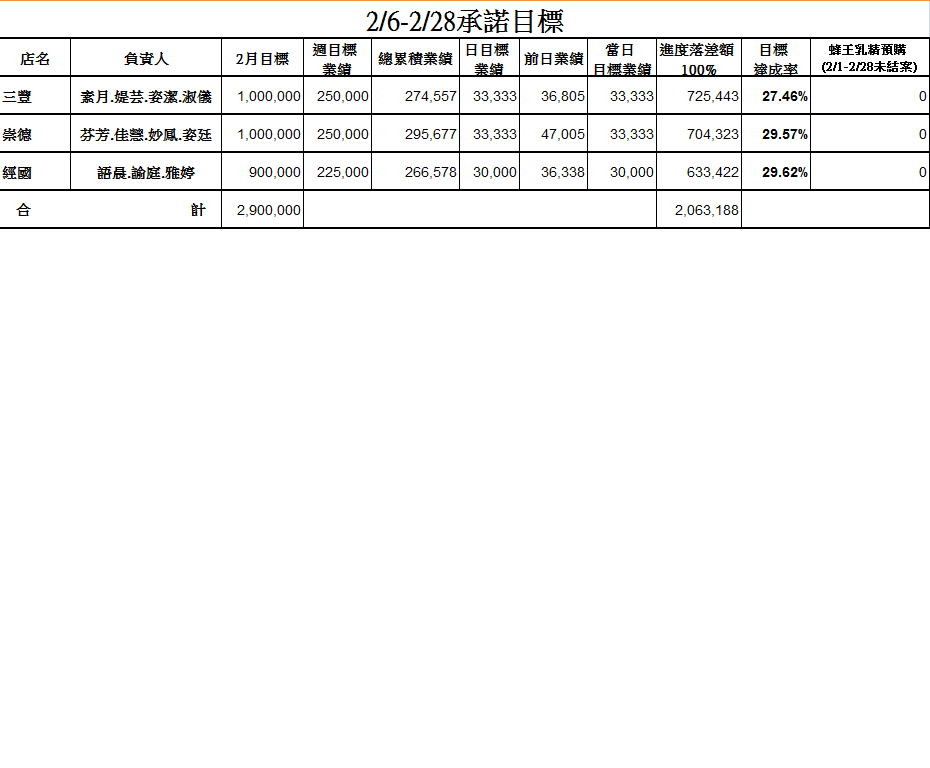 2/6-2/28承諾目標
店名 負責人 2月目標 週目標業績 總累積業績 日目標業績 前日業績 當日目標業績 進度落差額100% 目標達成率 蜂王乳精預購(2/1-2/28未結案)
三豐 素月.媞芸.姿潔.淑儀 1,000,000 250,000 274,557 33,333 36,805 33,333 725,443 27.46% 0
崇德 芬芳.佳慧.妙鳳.姿廷 1,000,000 250,000 295,677 33,333 47,005 33,333 704,323 29.57% 0
經國 語晨.諭庭.雅婷 900,000 225,000 266,578 30,000 36,338 30,000 633,422 29.62% 0
合 計 2,900,000 2,063,188